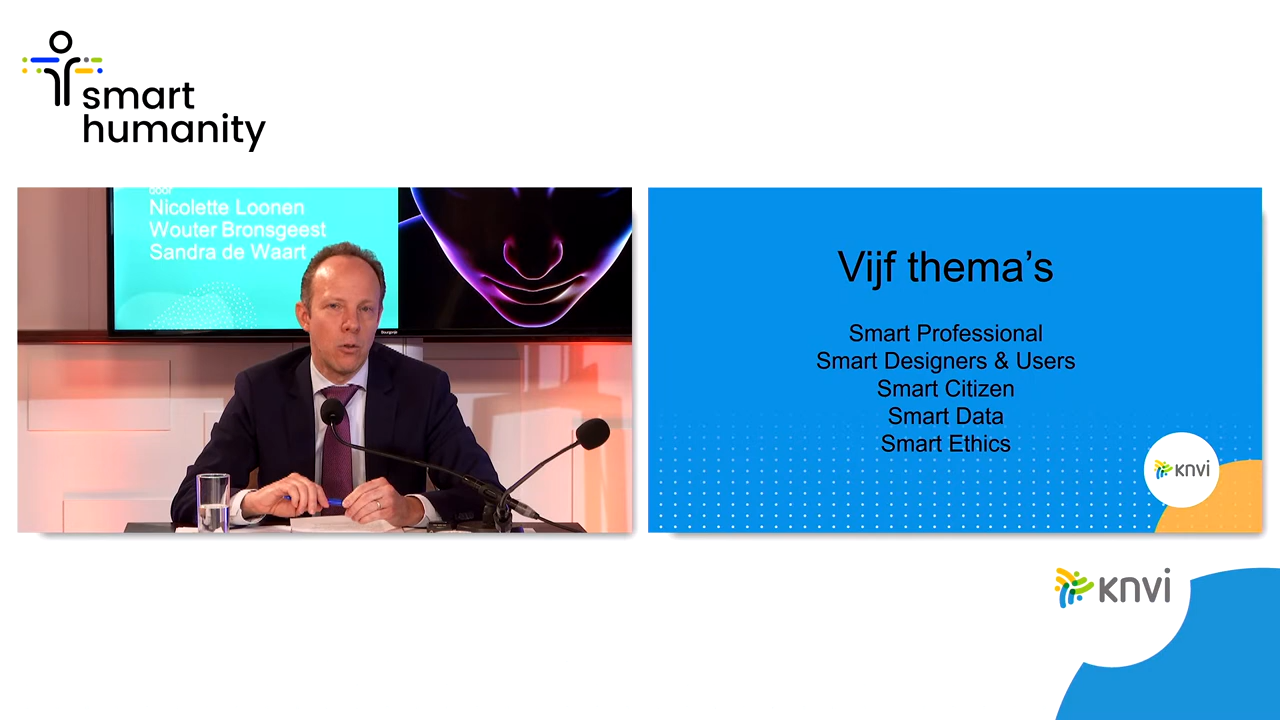 smart
humanity
door
Nicolette Loonen
Wouter Bronsgeest
Sandra de Waart
Vijf thema’s
Smart Professional
Smart Designers & Users
Smart Citizen
Smart Data
Smart Ethics
KNVI
KNVI